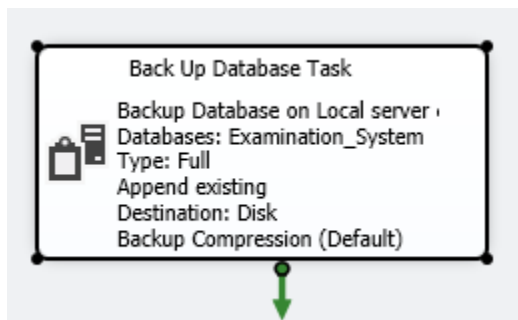 Back Up Database Task
Backup Database on Local server
Databases: Examination_System
Type: Full
Append existing
Destination: Disk
Backup Compression (Default)